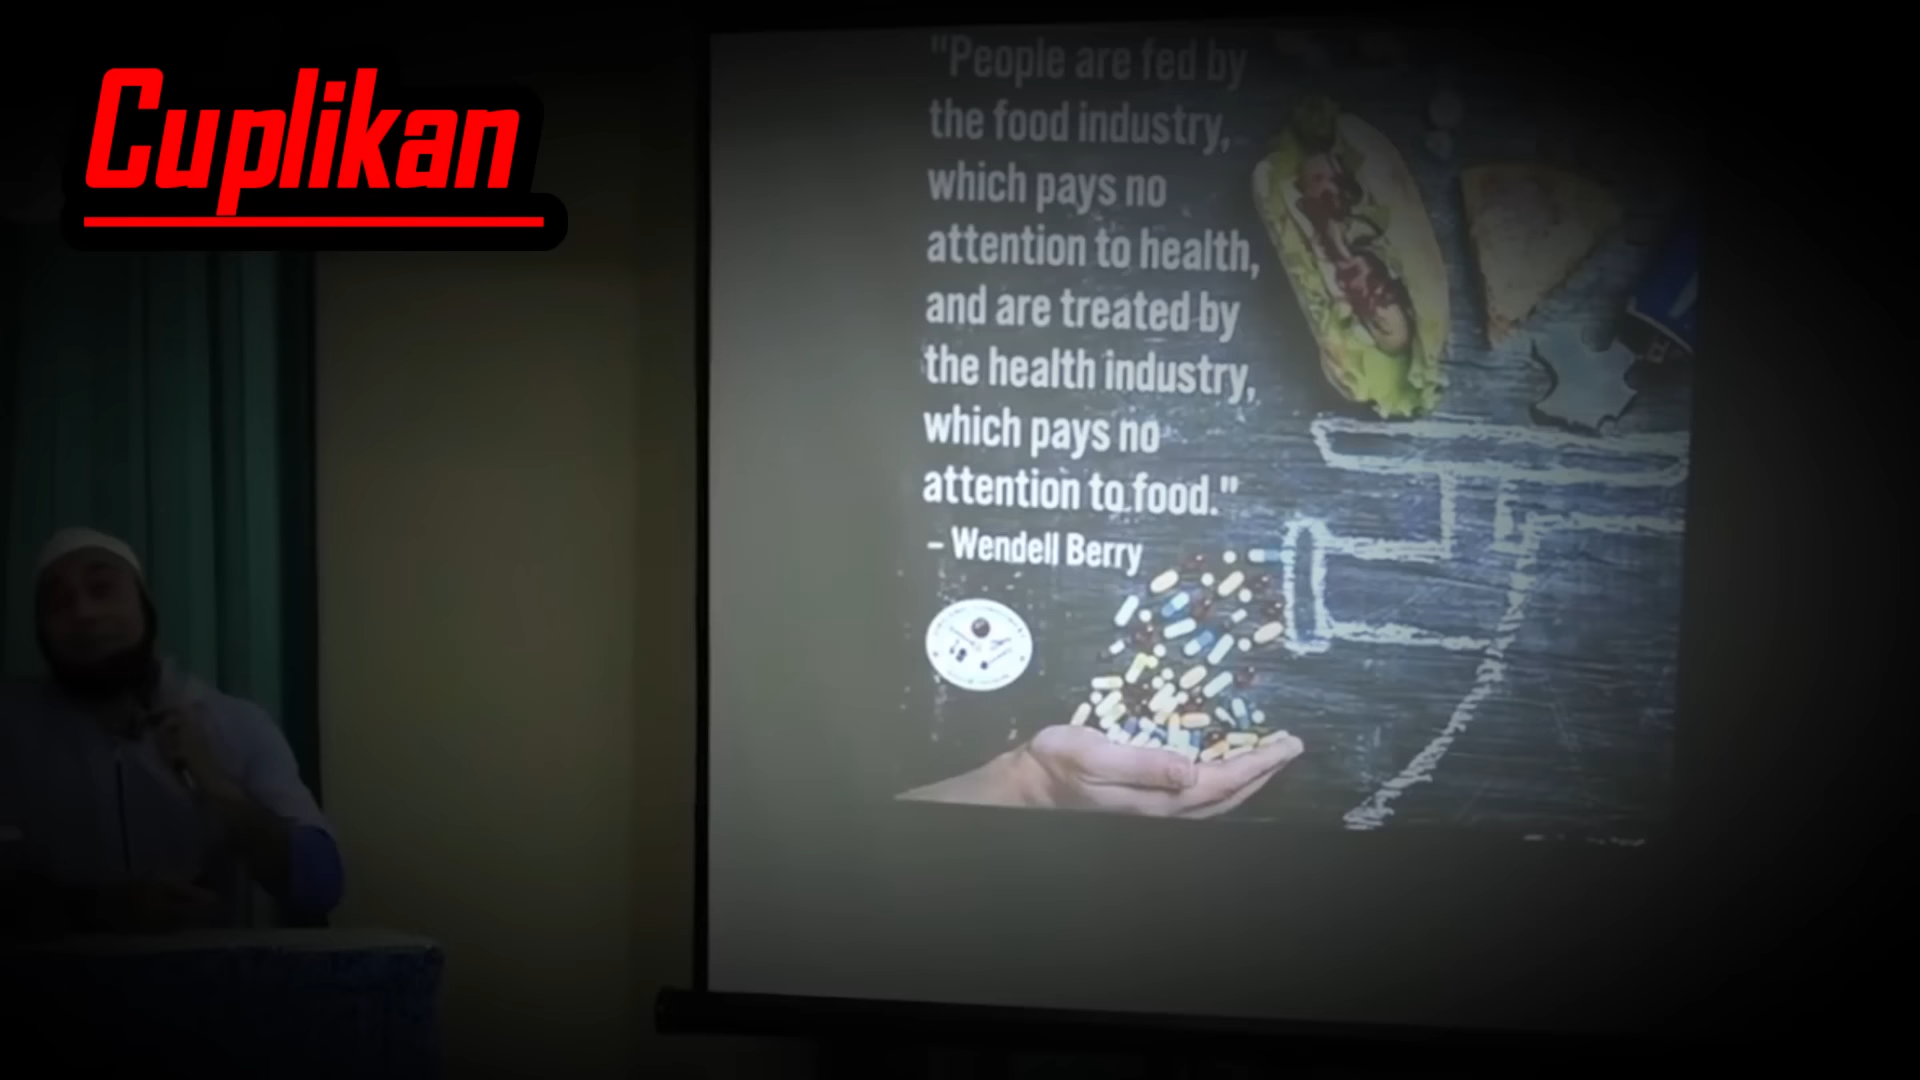 Cuplikan
"People are fed by
the food industry,
which pays no
attention to health,
and are treated by
the health industry,
which pays no
attention to food."
– Wendell Berry